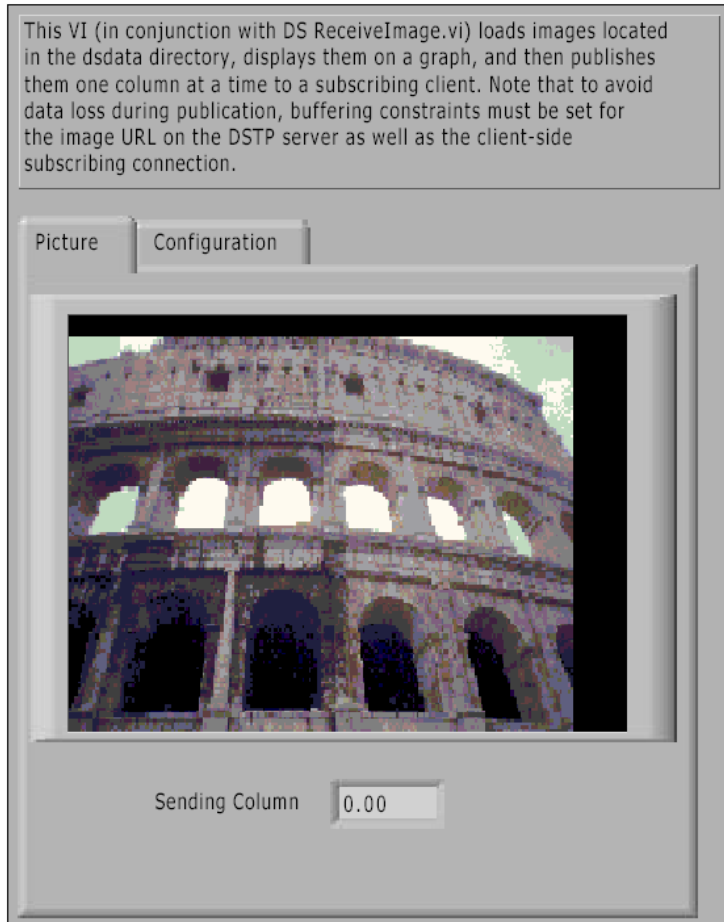 This VI (in conjunction with DS ReceiveImage.vi) loads images located
in the dsdata directory, displays them on a graph, and then publishes
them one column at a time to a subscribing client. Note that to avoid
data loss during publication, buffering constraints must be set for
the image URL on the DSTP server as well as the client-side
subscribing connection.
Picture
Configuration
Sending Column
0.00